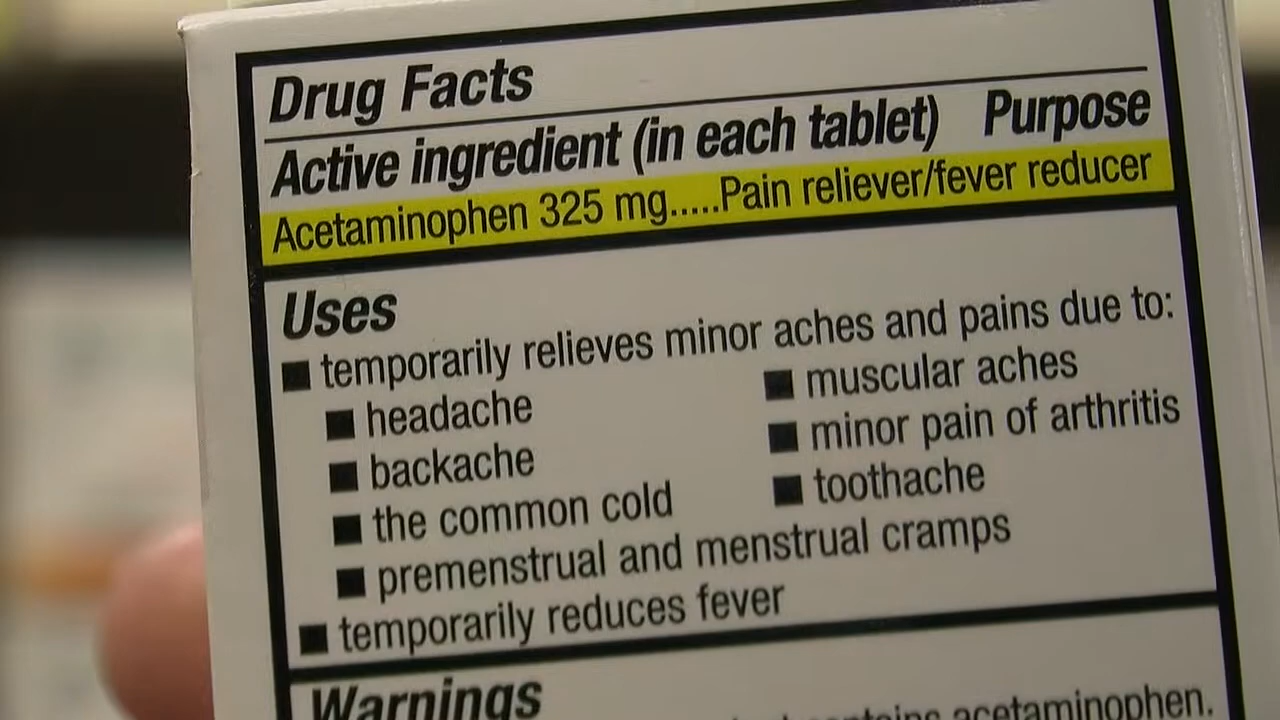 Drug Facts
Active ingredient (in each tablet) Purpose
Acetaminophen 325 mg.....Pain reliever/fever reducer
Uses
■ temporarily relieves minor aches and pains due to:
■ headache ■ muscular aches
■ backache ■ minor pain of arthritis
■ the common cold ■ toothache
■ premenstrual and menstrual cramps
■ temporarily reduces fever
Warnings
contains acetaminophen.